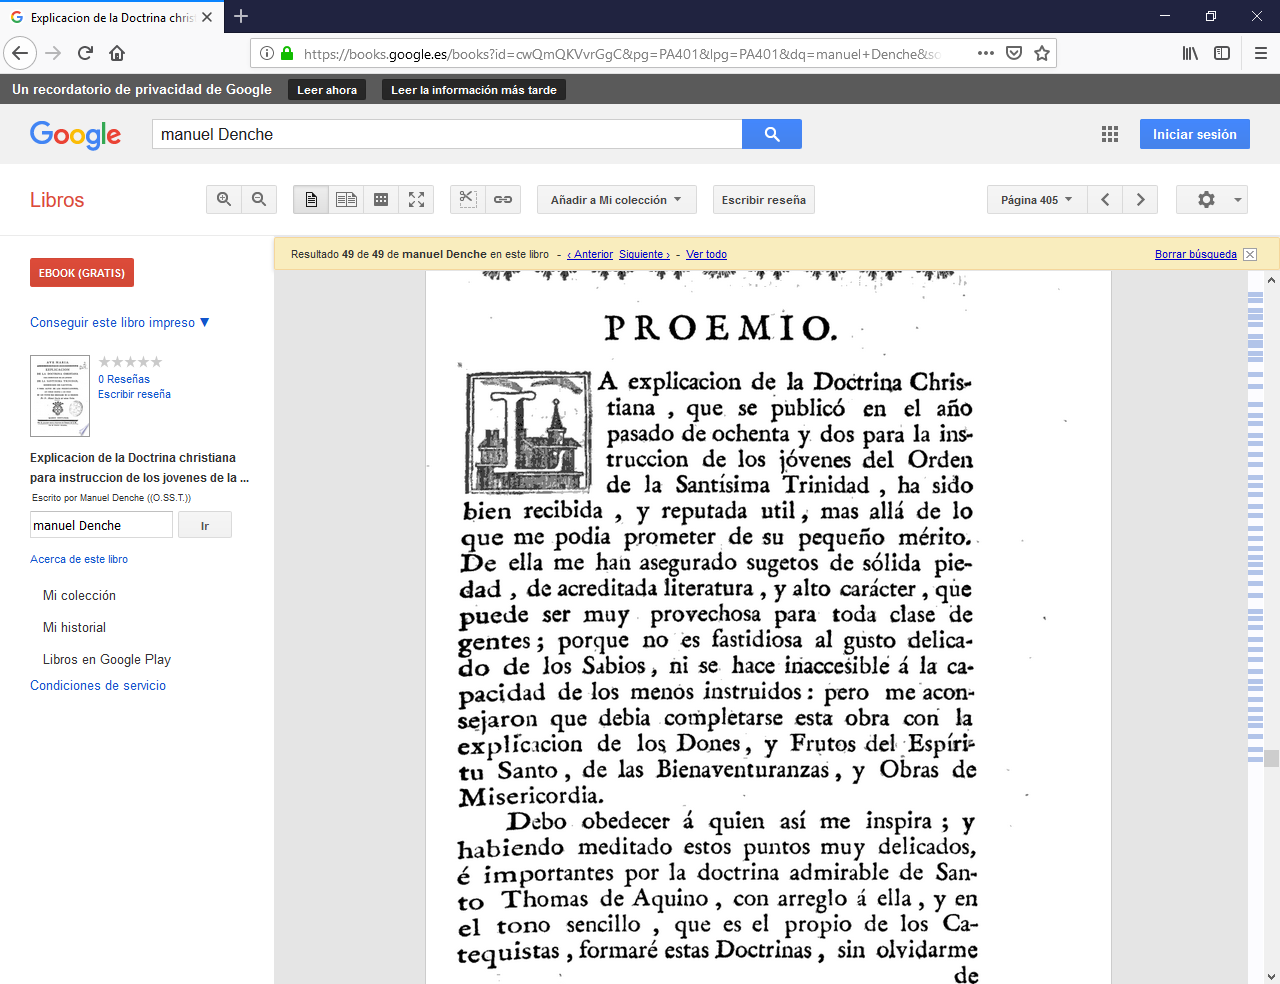 Explicacion de la Doctrina chris
https://books.google.es/books?id=cwQmQKVvrGgC&pg=PA401&lpg=PA401&dq=manuel+Denche&so
Un recordatorio de privacidad de Google
Leer ahora
Leer la información más tarde
Google
manuel Denche
Iniciar sesión
Libros
Añadir a Mi colección
Escribir reseña
Página 405
EBOOK (GRATIS)
Resultado 49 de 49 de manuel Denche en este libro - ‹ Anterior Siguiente › - Ver todo
Borrar búsqueda
Conseguir este libro impreso ▼
0 Reseñas
Escribir reseña
Explicacion de la Doctrina christiana
para instruccion de los jovenes de la ...
Escrito por Manuel Denche ((O.SS.T.))
manuel Denche
Ir
Acerca de este libro
Mi colección
Mi historial
Libros en Google Play
Condiciones de servicio
PROEMIO.
LA explicacion de la Doctrina Chris-
tiana , que se publicó en el año
pasado de ochenta y dos para la ins-
truccion de los jóvenes del Orden
de la Santísima Trinidad , ha sido
bien recibida , y reputada util , mas allá de lo
que me podia prometer de su pequeño mérito.
De ella me han asegurado sugetos de sólida pie-
dad , de acreditada literatura , y alto carácter , que
puede ser muy provechosa para toda clase de
gentes ; porque no es fastidiosa al gusto delica-
do de los Sabios , ni se hace inaccesible á la ca-
pacidad de los menos instruidos : pero me acon-
sejaron que debia completarse esta obra con la
explicacion de los Dones , y Frutos del Espíri-
tu Santo , de las Bienaventuranzas , y Obras de
Misericordia.
Debo obedecer á quien así me inspira ; y
habiendo meditado estos puntos muy delicados,
é importantes por la doctrina admirable de San-
to Thomas de Aquino , con arreglo á ella , y en
el tono sencillo , que es el propio de los Ca-
tequistas , formaré estas Doctrinas , sin olvidarme
de